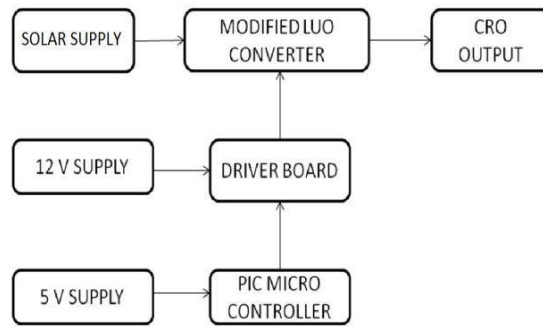 SOLAR SUPPLY
MODIFIED LUO
CONVERTER
CRO
OUTPUT
12 V SUPPLY
DRIVER BOARD
5 V SUPPLY
PIC MICRO
CONTROLLER